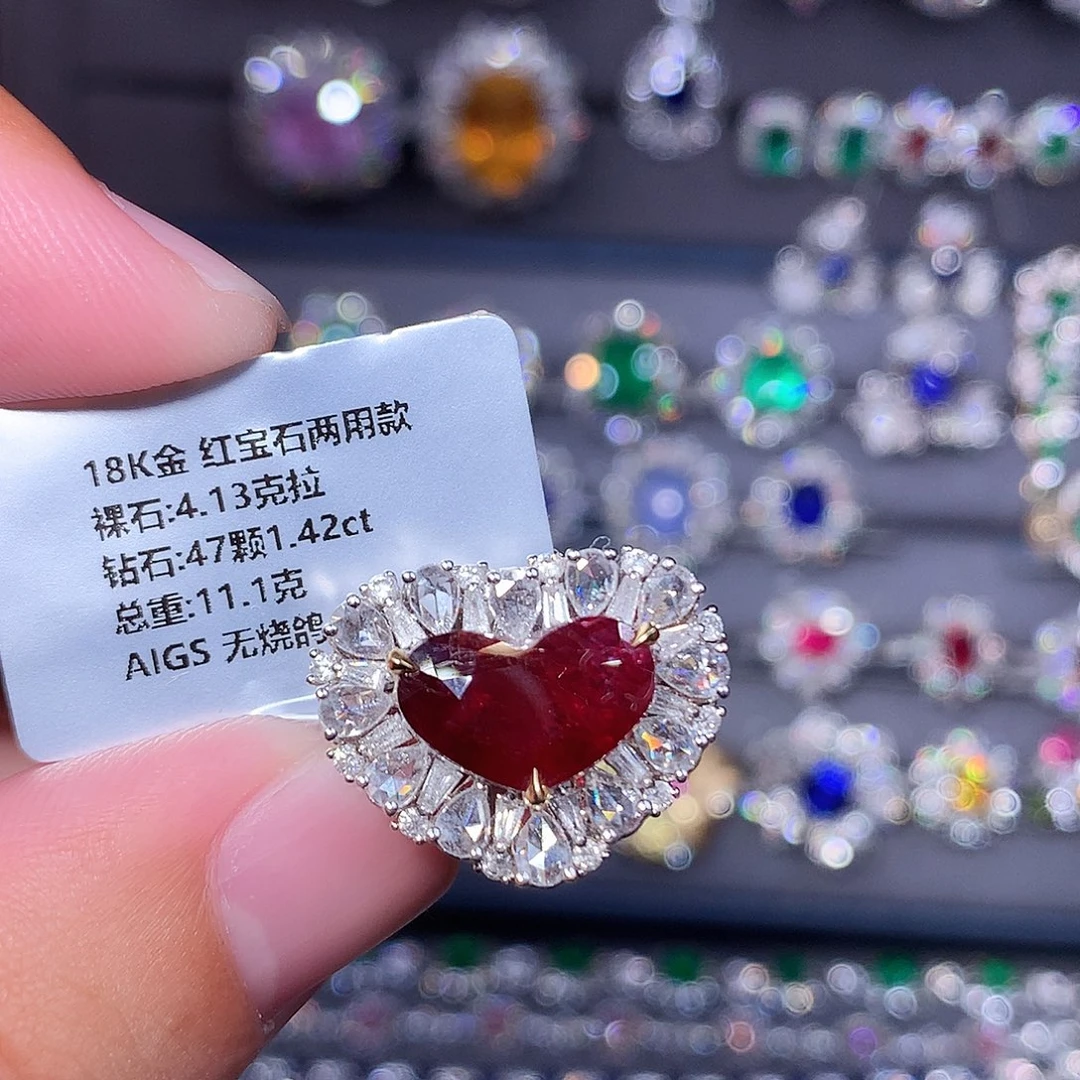 18K金 红宝石两用款
裸石:4.13克拉
钻石:47颗1.42ct
总重:11.1克
AIGS 无烧鸽